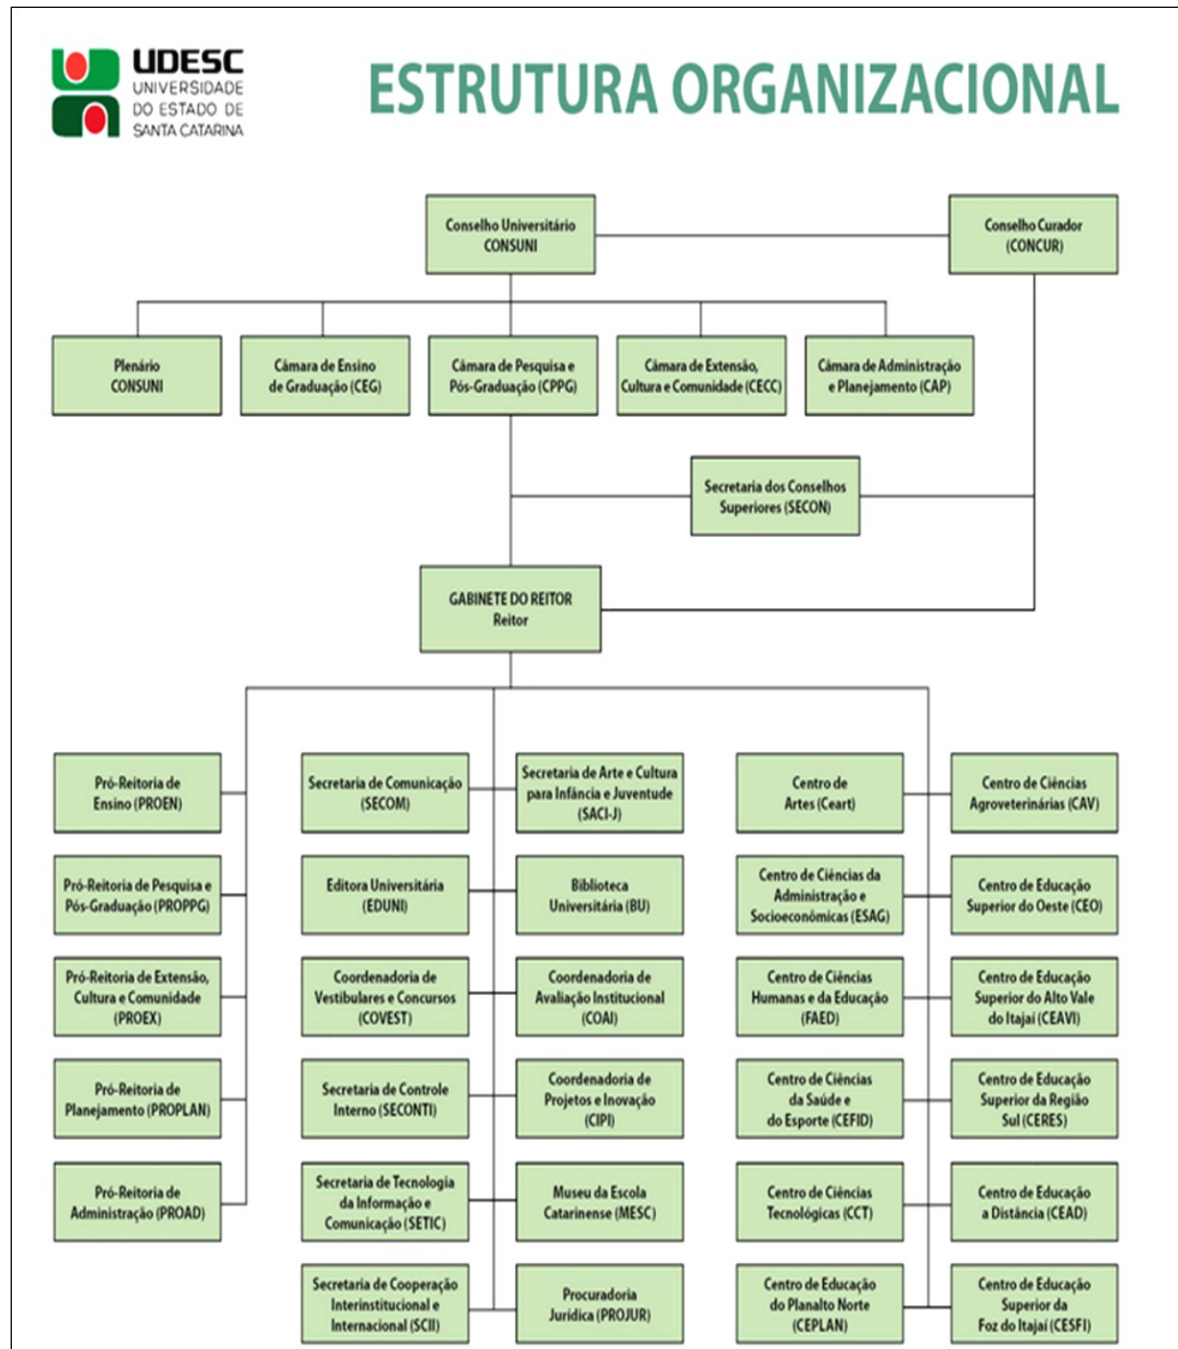 UDESC
UNIVERSIDADE
DO ESTADO DE
SANTA CATARINA
ESTRUTURA ORGANIZACIONAL
Conselho Universitário
CONSUNI
Conselho Curador
(CONCUR)
Plenário
CONSUNI
Câmara de Ensino
de Graduação (CEG)
Câmara de Pesquisa e
Pós-Graduação (CPPG)
Câmara de Extensão,
Cultura e Comunidade (CECC)
Câmara de Administração
e Planejamento (CAP)
Secretaria dos Conselhos
Superiores (SECON)
GABINETE DO REITOR
Reitor
Pró-Reitoria de
Ensino (PROEN)
Secretaria de Comunicação
(SECOM)
Secretaria de Arte e Cultura
para Infância e Juventude
(SACI-J)
Centro de
Artes (Ceart)
Centro de Ciências
Agroveterinárias (CAV)
Pró-Reitoria de Pesquisa e
Pós-Graduação (PROPPG)
Editora Universitária
(EDUNI)
Biblioteca
Universitária (BU)
Centro de Ciências da
Administração e
Socioeconômicas (ESAG)
Centro de Educação
Superior do Oeste (CEO)
Pró-Reitoria de Extensão,
Cultura e Comunidade
(PROEX)
Coordenadoria de
Vestibulares e Concursos
(COVEST)
Coordenadoria de
Avaliação Institucional
(COAI)
Centro de Ciências
Humanas e da Educação
(FAED)
Centro de Educação
Superior do Alto Vale
do Itajaí (CEAVI)
Pró-Reitoria de
Planejamento (PROPLAN)
Secretaria de Controle
Interno (SECONTI)
Coordenadoria de
Projetos e Inovação
(CIPI)
Centro de Ciências
da Saúde e
do Esporte (CEFID)
Centro de Educação
Superior da Região
Sul (CERES)
Pró-Reitoria de
Administração (PROAD)
Secretaria de Tecnologia
da Informação e
Comunicação (SETIC)
Museu da Escola
Catarinense (MESC)
Centro de Ciências
Tecnológicas (CCT)
Centro de Educação
a Distância (CEAD)
Secretaria de Cooperação
Interinstitucional e
Internacional (SCII)
Procuradoria
Jurídica (PROJUR)
Centro de Educação
do Planalto Norte
(CEPLAN)
Centro de Educação
Superior da
Foz do Itajaí (CESFI)